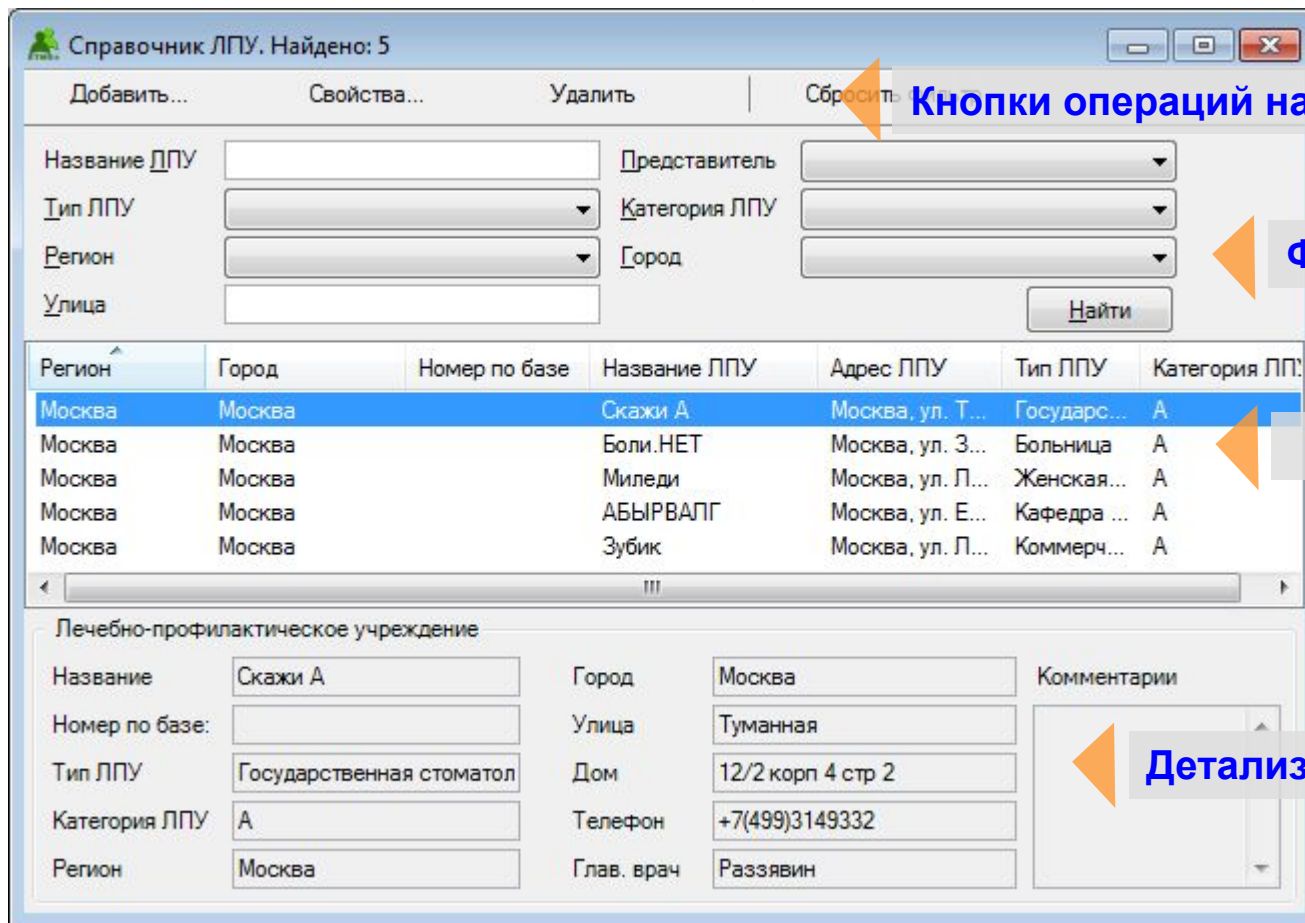 Справочник ЛПУ. Найдено: 5
Добавить... Свойства... Удалить Сбросить фильтр
Кнопки операций на
Название ЛПУ Представитель
Тип ЛПУ Категория ЛПУ
Ф
Регион Город
Улица Найти
Регион Город Номер по базе Название ЛПУ Адрес ЛПУ Тип ЛПУ Категория ЛПУ
Москва Москва Скажи А Москва, ул. Т... Государс... А
Москва Москва Боли.НЕТ Москва, ул. З... Больница А
Москва Москва Миледи Москва, ул. Л... Женская... А
Москва Москва АБЫРВАЛГ Москва, ул. Е... Кафедра ... А
Москва Москва Зубик Москва, ул. Л... Коммерч... А
Лечебно-профилактическое учреждение
Название Скажи А Город Москва Комментарии
Номер по базе: Улица Туманная
Тип ЛПУ Государственная стоматол Дом 12/2 корп 4 стр 2
Детализ
Категория ЛПУ А Телефон +7(499)3149332
Регион Москва Глав. врач Раззявин